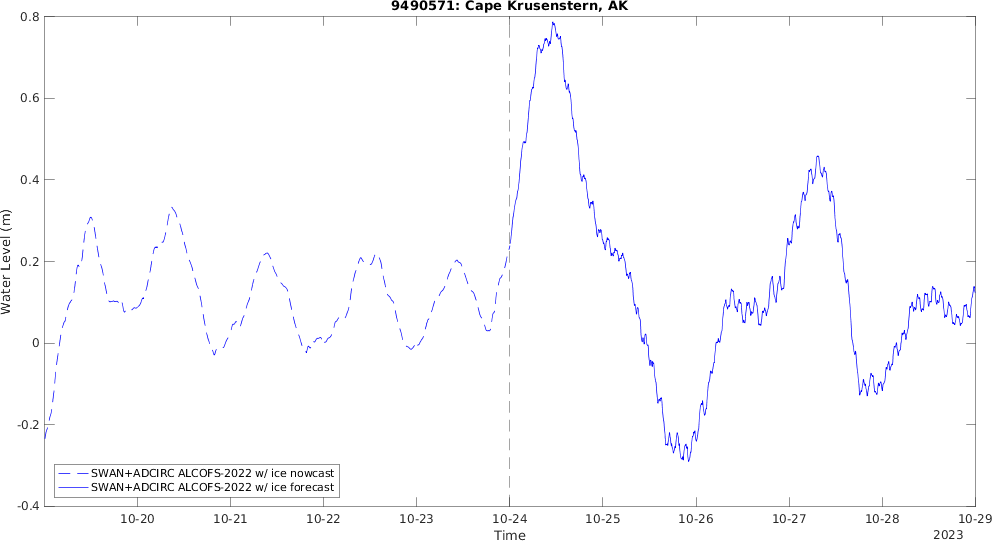 9490571: Cape Krusenstern, AK
Water Level (m)
0.8
0.6
0.4
0.2
0
-0.2
-0.4
SWAN+ADCIRC ALCOFS-2022 w/ ice nowcast
SWAN+ADCIRC ALCOFS-2022 w/ ice forecast
10-20 10-21 10-22 10-23 10-24 10-25 10-26 10-27 10-28 10-29
Time
2023